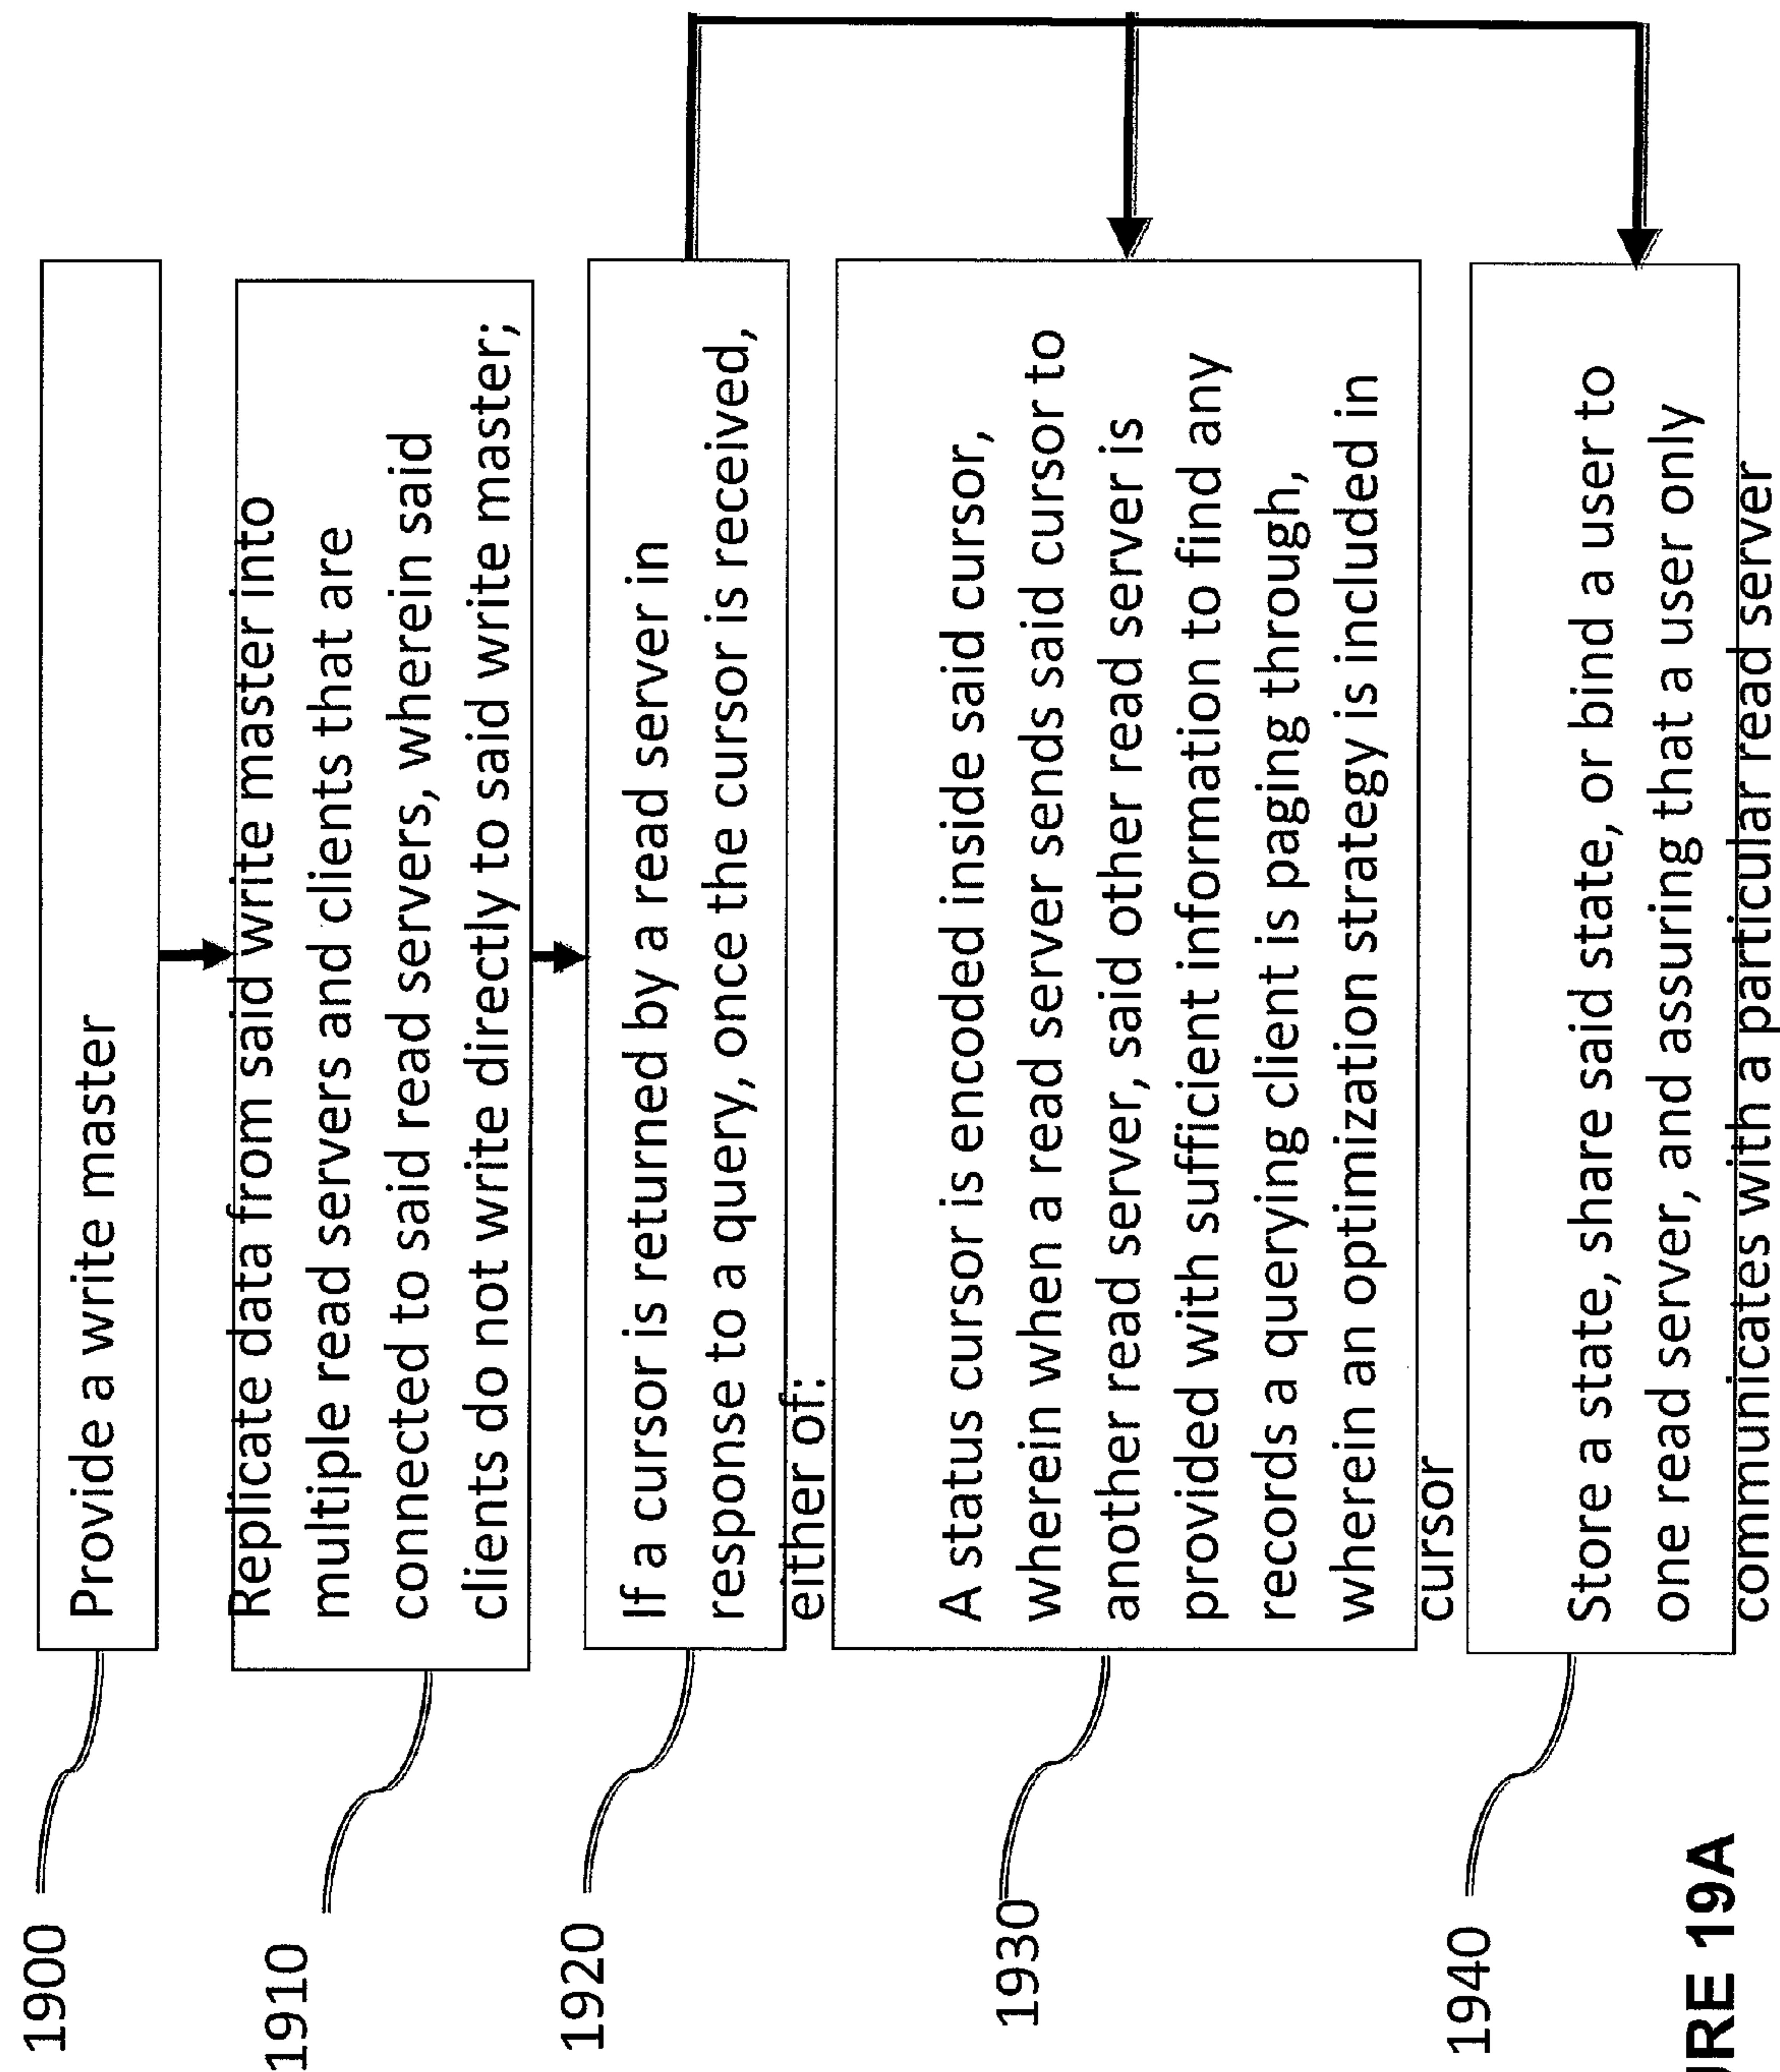 1900
Provide a write master
1910
Replicate data from said write master into
multiple read servers and clients that are
connected to said read servers, wherein said
clients do not write directly to said write master;
1920
If a cursor is returned by a read server in
response to a query, once the cursor is received,
either of:
1930
A status cursor is encoded inside said cursor,
wherein when a read server sends said cursor to
another read server, said other read server is
provided with sufficient information to find any
records a querying client is paging through,
wherein an optimization strategy is included in
cursor
1940
Store a state, share said state, or bind a user to
one read server, and assuring that a user only
communicates with a particular read server
URE 19A